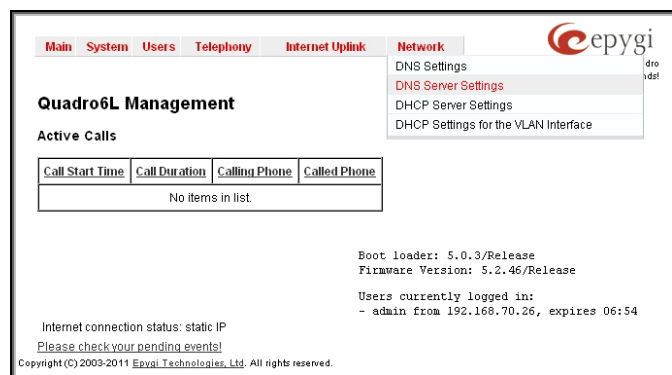 epygi
Main System Users Telephony Internet Uplink Network
dro
nds!
DNS Settings
DNS Server Settings
DHCP Server Settings
DHCP Settings for the VLAN Interface
Quadro6L Management
Active Calls
Call Start Time Call Duration Calling Phone Called Phone
No items in list.
Boot loader: 5.0.3/Release
Firmware Version: 5.2.46/Release
Users currently logged in:
- admin from 192.168.70.26, expires 06:54
Internet connection status: static IP
Please check your pending events!
Copyright (C) 2003-2011 Epygi Technologies, Ltd. All rights reserved.